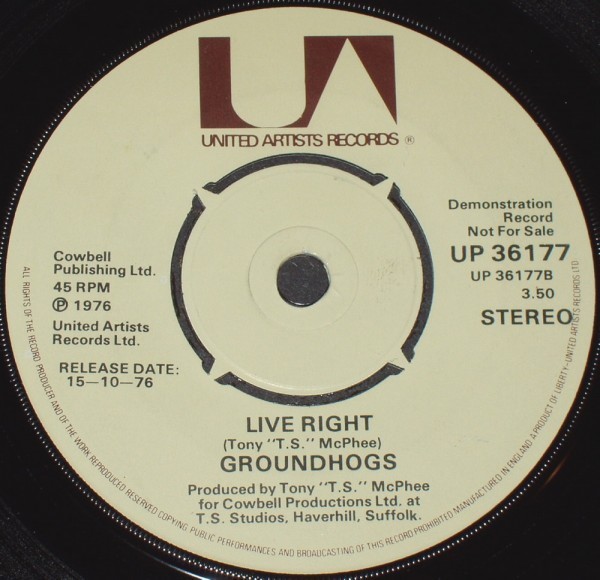 UA
UNITED ARTISTS RECORDS ®
Demonstration
Record
Not For Sale
UP 36177
UP 36177B
3.50
STEREO
Cowbell
Publishing Ltd.
45 RPM
Ⓟ 1976
United Artists
Records Ltd.
RELEASE DATE:
15—10—76
LIVE RIGHT
(Tony "T.S." McPhee)
GROUNDHOGS
Produced by Tony "T.S." McPhee
for Cowbell Productions Ltd. at
T.S. Studios, Haverhill, Suffolk.
ALL RIGHTS OF THE RECORD PRODUCER AND OF THE WORK REPRODUCED RESERVED COPYING PUBLIC PERFORMANCES AND BROADCASTING OF THIS RECORD PROHIBITED MANUFACTURED IN ENGLAND A PRODUCT OF LIBERTY-UNITED ARTISTS RECORDS LTD.